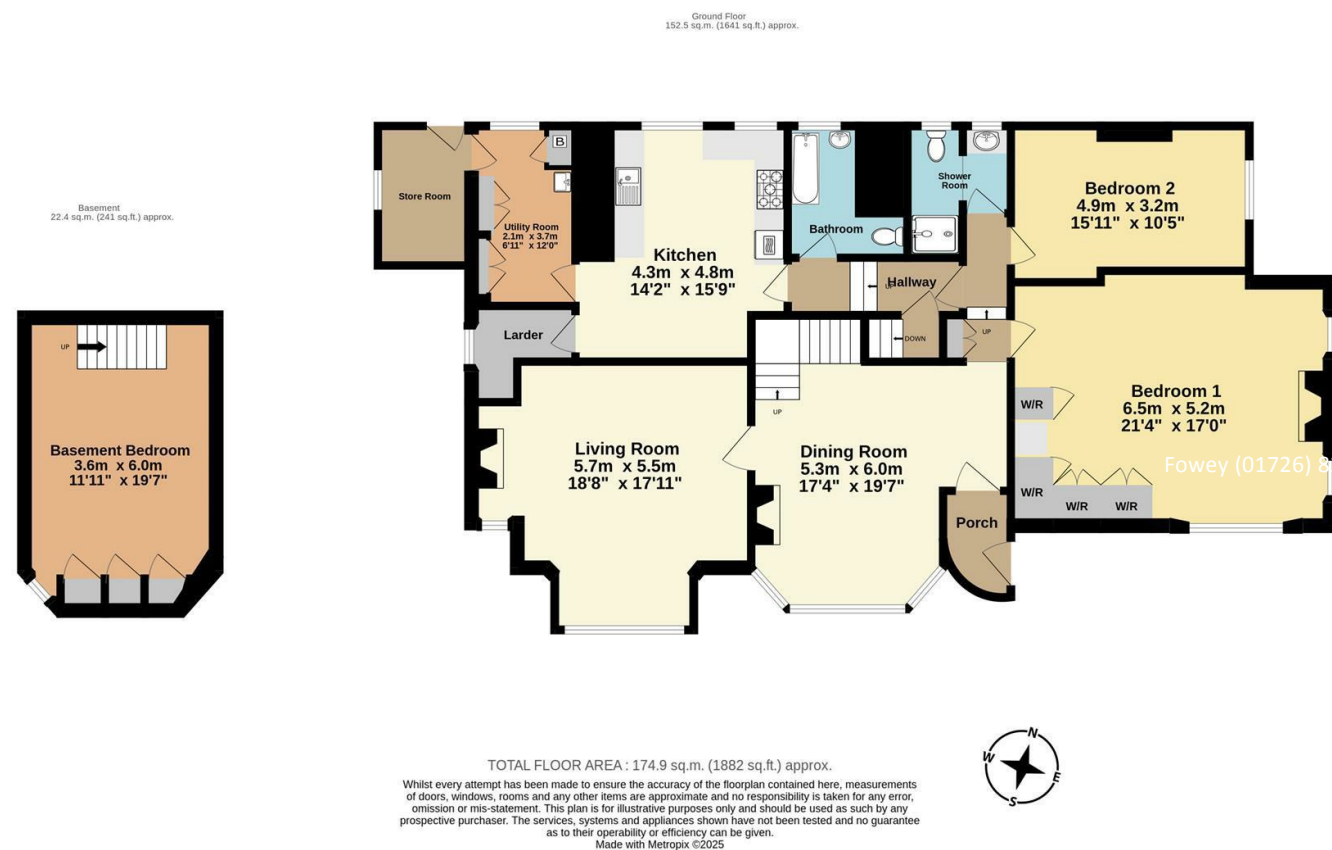 Ground Floor
152.5 sq.m. (1641 sq.ft.) approx.
Basement
22.4 sq.m. (241 sq.ft.) approx.
B
Store Room
Utility Room
2.1m x 3.7m
6'11" x 12'0"
Kitchen
4.3m x 4.8m
14'2" x 15'9"
Bathroom
Shower
Room
Bedroom 2
4.9m x 3.2m
15'11" x 10'5"
Hallway
UP
Larder
DOWN
UP
UP
UP
Basement Bedroom
3.6m x 6.0m
11'11" x 19'7"
Living Room
5.7m x 5.5m
18'8" x 17'11"
Dining Room
5.3m x 6.0m
17'4" x 19'7"
Bedroom 1
6.5m x 5.2m
21'4" x 17'0"
W/R
W/R
W/R
W/R
Fowey (01726) 8
Porch
N
W
E
S
TOTAL FLOOR AREA : 174.9 sq.m. (1882 sq.ft.) approx.
Whilst every attempt has been made to ensure the accuracy of the floorplan contained here, measurements
of doors, windows, rooms and any other items are approximate and no responsibility is taken for any error,
omission or mis-statement. This plan is for illustrative purposes only and should be used as such by any
prospective purchaser. The services, systems and appliances shown have not been tested and no guarantee
as to their operability or efficiency can be given.
Made with Metropix ©2025